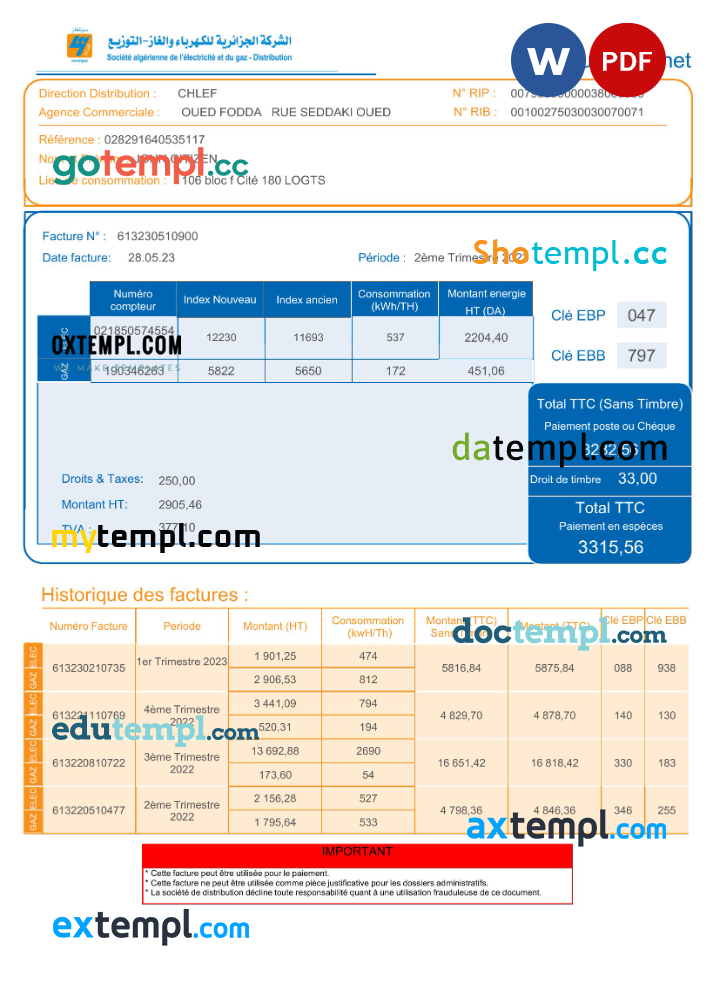 الشركة الجزائرية للكهرباء والغاز-التوزيع
Société algérienne de l'électricité et du gaz - Distribution
W PDF
net
Direction Distribution : CHLEF N° RIP :
Agence Commerciale : OUED FODDA RUE SEDDAKI OUED N° RIB : 00100275030030070071
Référence : 028291640535117
gotempl.cc
consommation : 106 bloc f Cité 180 LOGTS
Facture N° : 613230510900
Shotempl.cc
Date facture: 28.05.23 Période : 2ème Trimestre
Numéro compteur Index Nouveau Index ancien Consommation (kWh/TH) Montant energie HT (DA)
ELEC 021850574554 12230 11693 537 2204,40
Clé EBP 047
OXTEMPL.COM
WE MAKE TEMPLATES
Clé EBB 797
GAZ 190346263 5822 5650 172 451,06
Total TTC (Sans Timbre)
Paiement poste ou Chéque
3282,56
datempl.com
Droit de timbre 33,00
Droits & Taxes: 250,00
Montant HT: 2905,46
TVA : 377,10
mytempl.com
Total TTC
Paiement en espèces
3315,56
Historique des factures :
Numéro Facture Periode Montant (HT) Consommation (kwH/Th) Montant (TTC) Sans Montant (TTC) Clé EBP Clé EBB
doctempl.com
ELEC GAZ 613230210735 1er Trimestre 2023 1 901,25 474 5816,84 5875,84 088 938
2 906,53 812
ELEC GAZ 613221110769 4ème Trimestre 2022 3 441,09 794 4 829,70 4 878,70 140 130
520,31 194
edutempl.com
ELEC GAZ 613220810722 3ème Trimestre 2022 13 692,88 2690 16 651,42 16 818,42 330 183
173,60 54
ELEC GAZ 613220510477 2ème Trimestre 2022 2 156,28 527 4 798,36 4 846,36 346 255
1 795,64 533
axtempl.com
IMPORTANT
* Cette facture peut être utilisée pour le paiement.
* Cette facture ne peut être utilisée comme pièce justificative pour les dossiers administratifs.
* La société de distribution décline toute responsabilité quant à une utilisation frauduleuse de ce document.
extempl.com